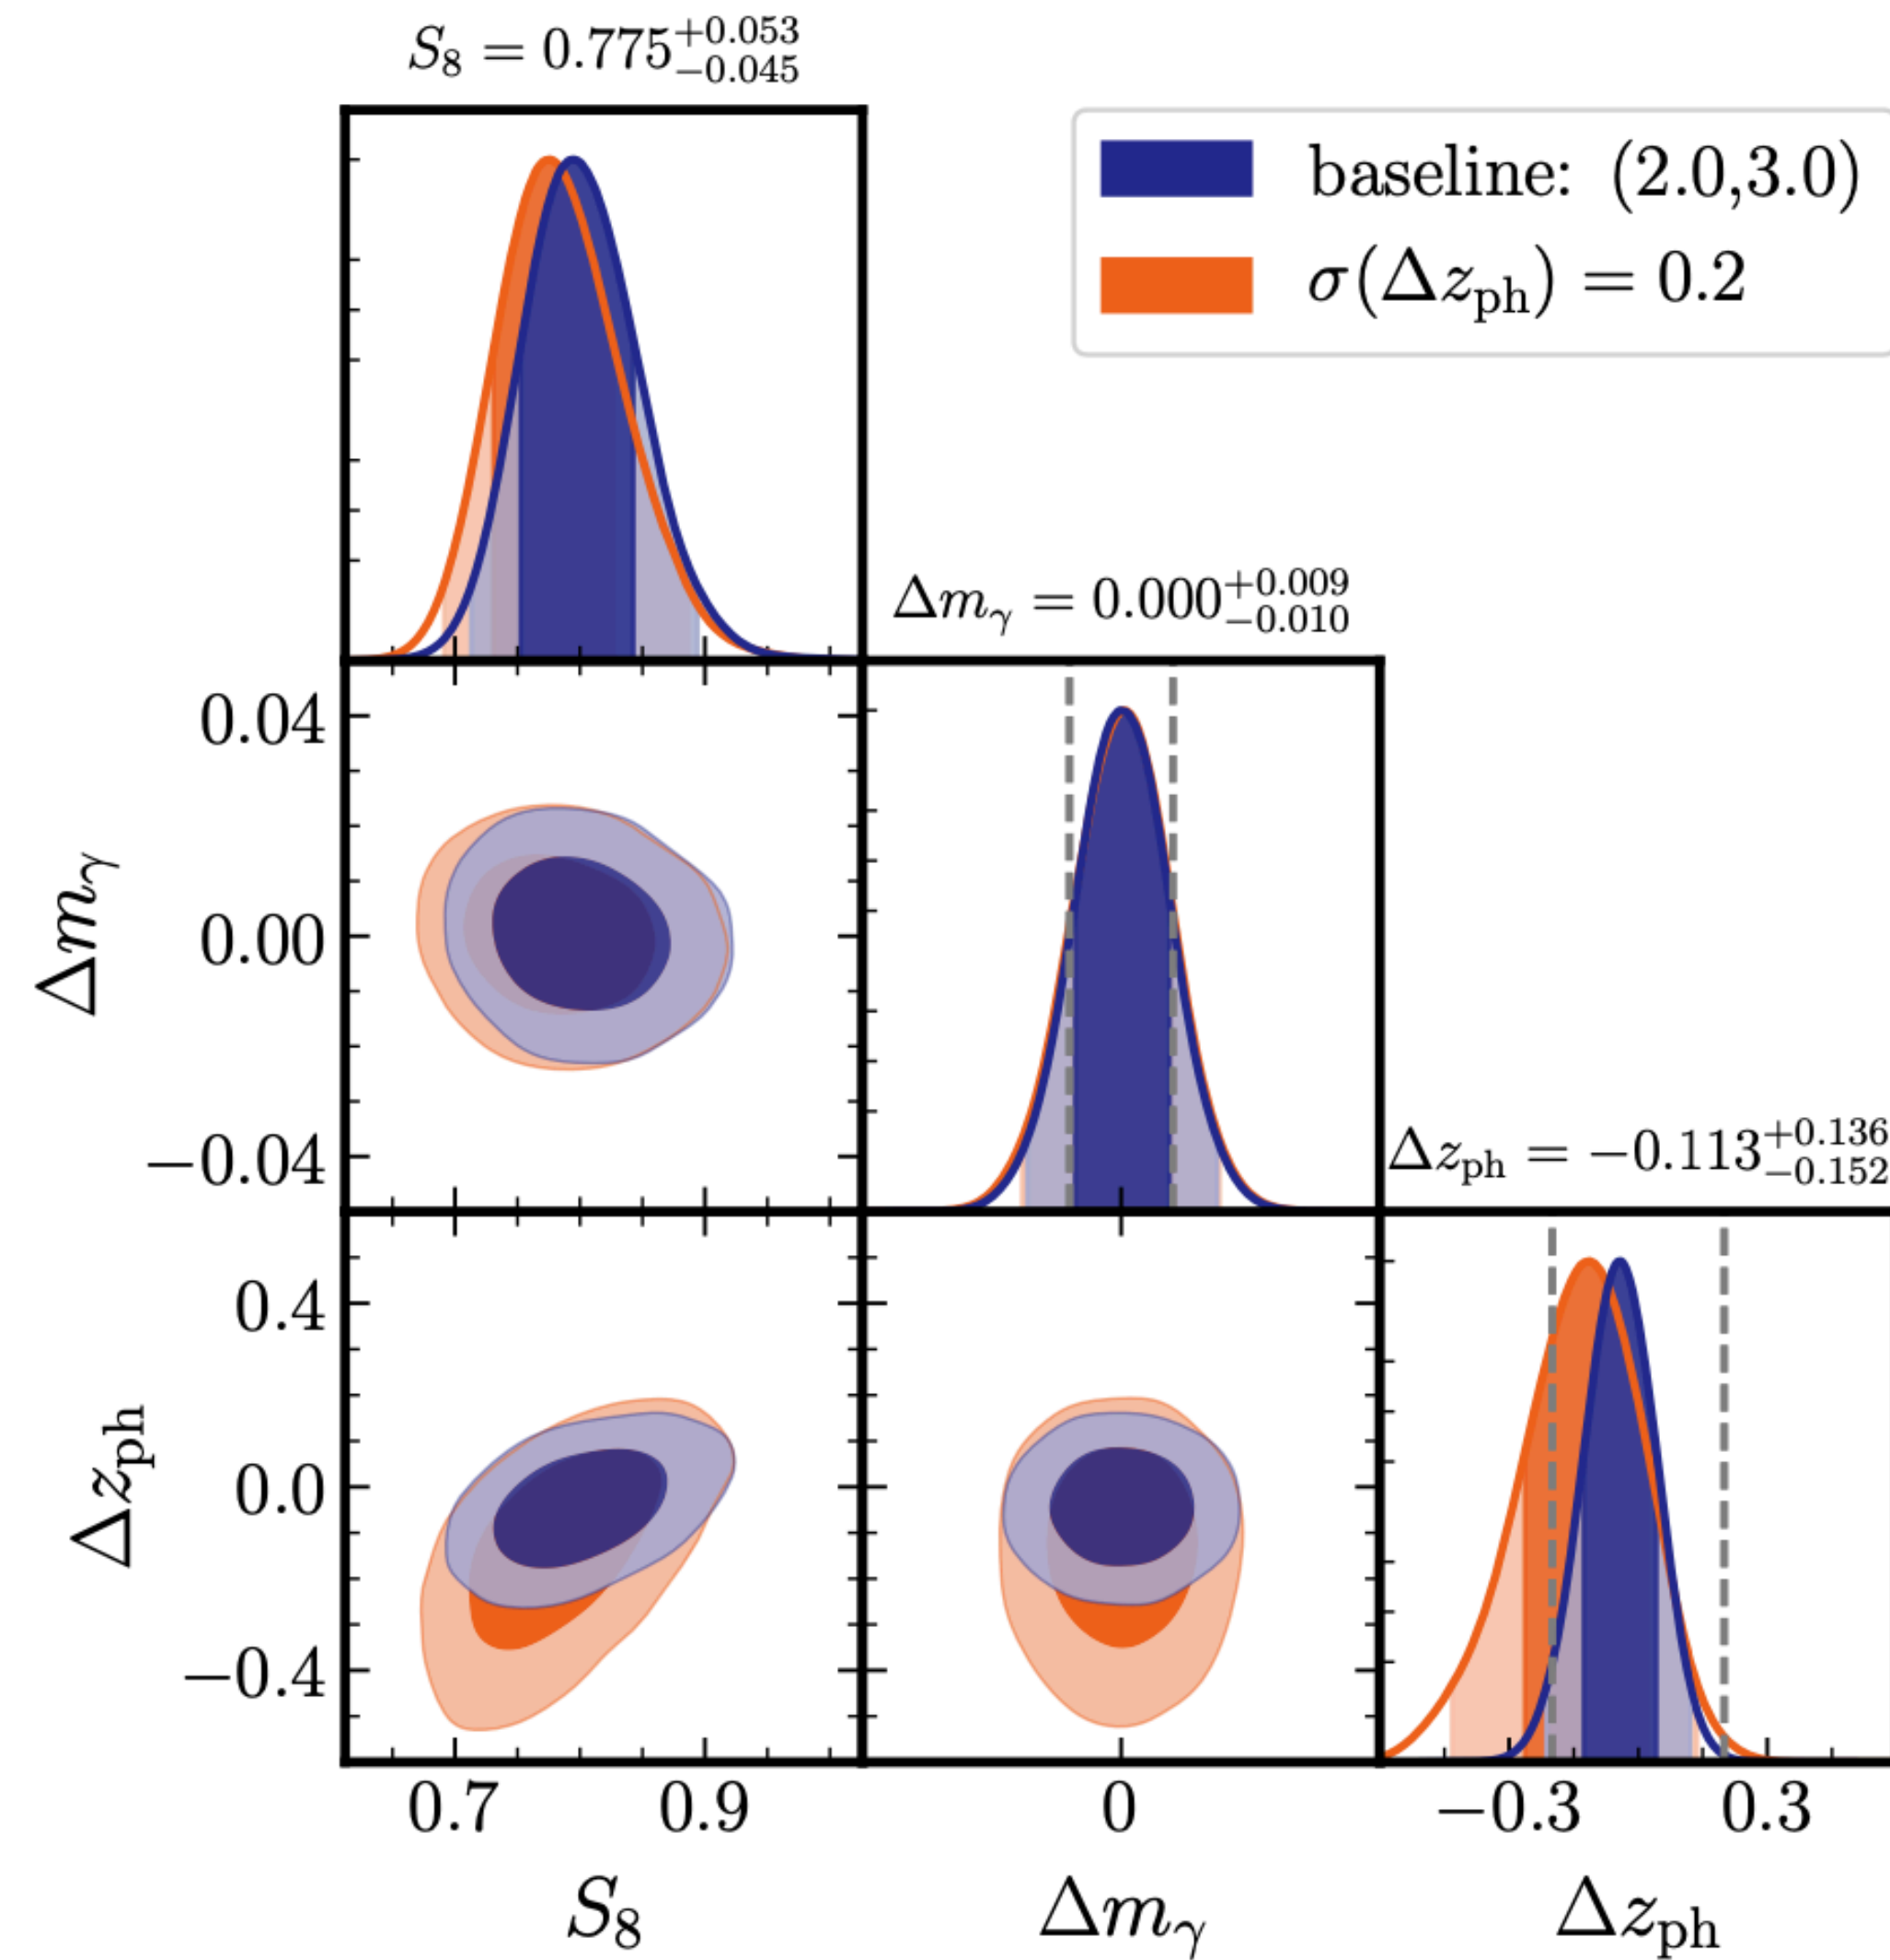 S₈ = 0.775⁺⁰·⁰⁵³₋₀.₀₄₅
baseline: (2.0,3.0)
σ(Δz_ph) = 0.2
Δm_γ = 0.000⁺⁰·⁰⁰⁹₋₀.₀₁₀
0.04
0.00
−0.04
Δm_γ
Δz_ph = −0.113⁺⁰·¹³⁶₋₀.₁₅₂
0.4
0.0
−0.4
Δz_ph
0.7 0.9 0 −0.3 0.3
S₈ Δm_γ Δz_ph